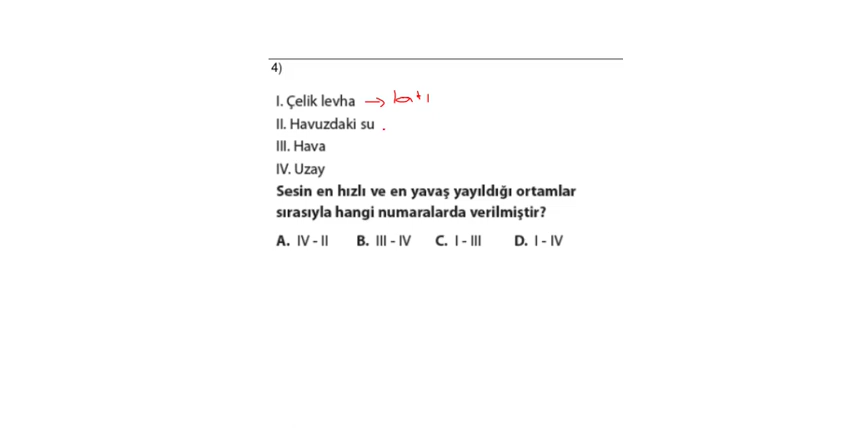 4)
I. Çelik levha → katı
II. Havuzdaki su .
III. Hava
IV. Uzay
Sesin en hızlı ve en yavaş yayıldığı ortamlar
sırasıyla hangi numaralarda verilmiştir?
A. IV - II B. III - IV C. I - III D. I - IV